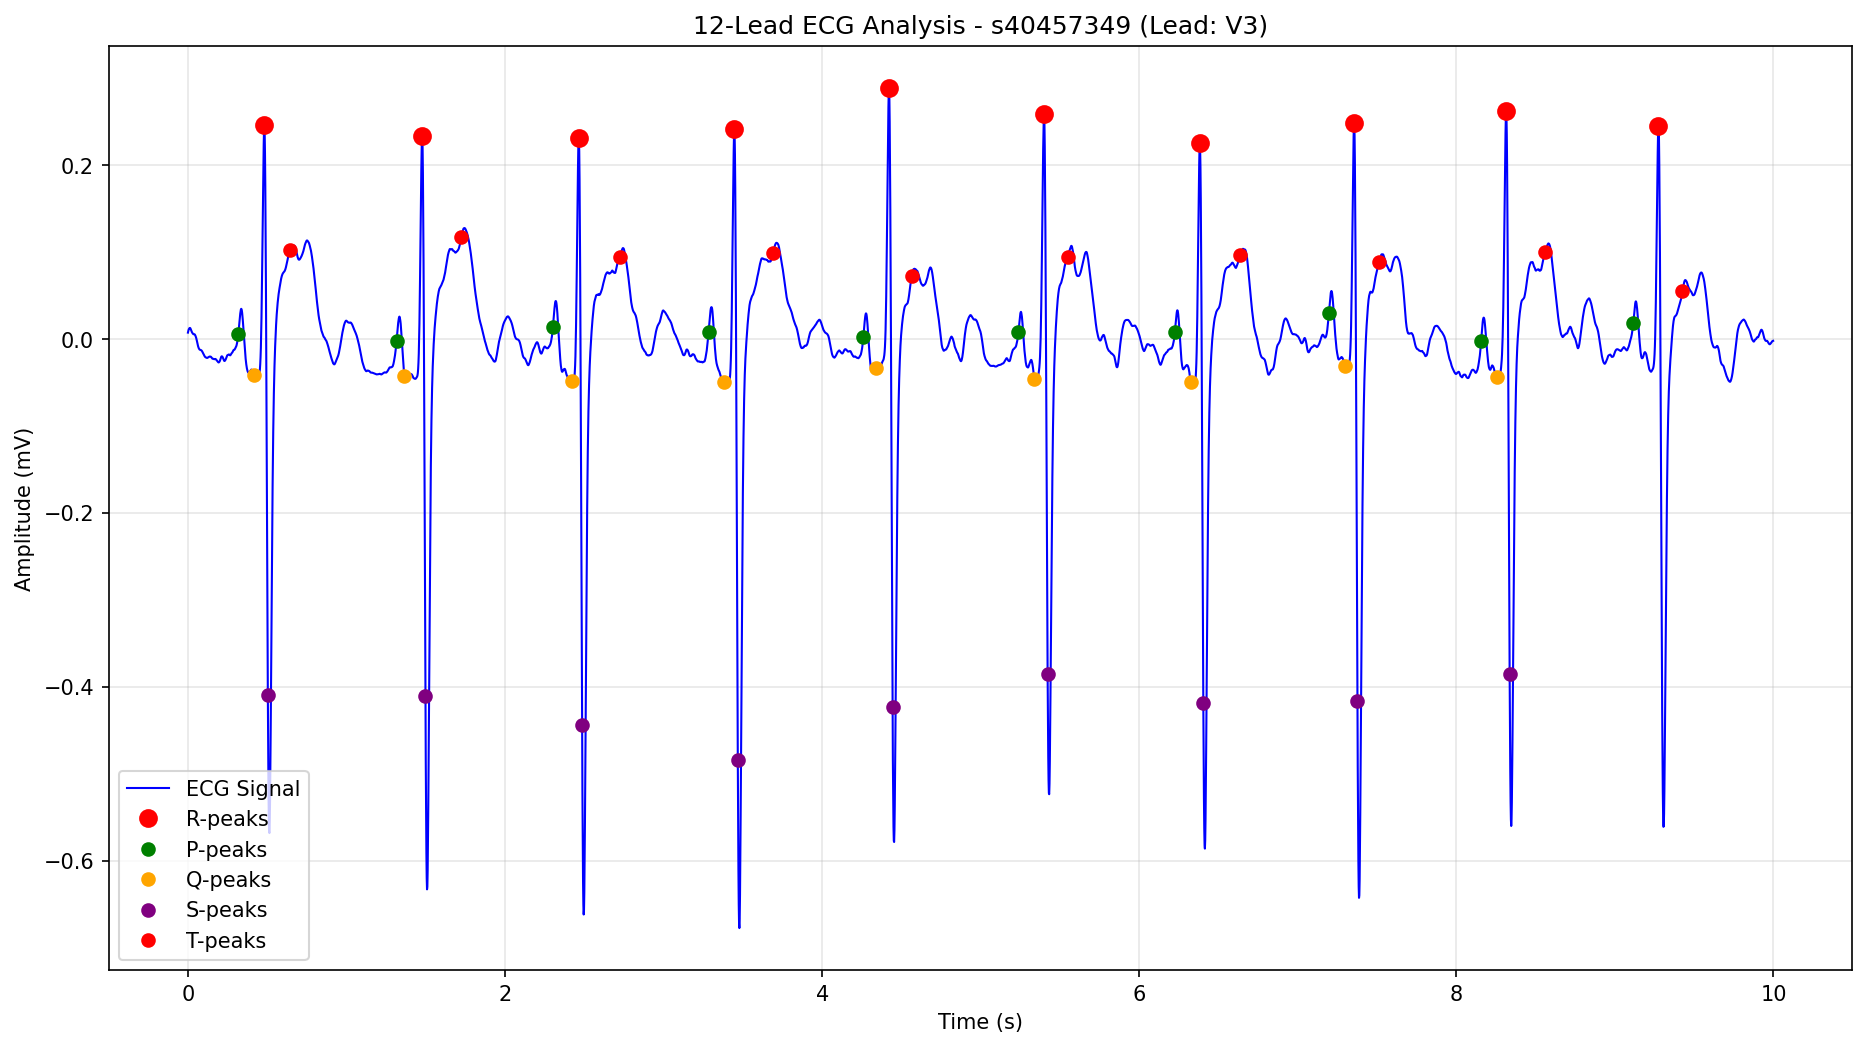 12-Lead ECG Analysis - s40457349 (Lead: V3)
Amplitude (mV)
0.2
0.0
−0.2
−0.4
−0.6
ECG Signal
R-peaks
P-peaks
Q-peaks
S-peaks
T-peaks
0 2 4 6 8 10
Time (s)